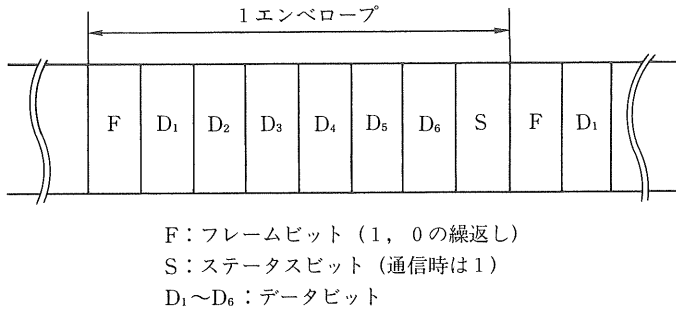 1エンベロープ
F D₁ D₂ D₃ D₄ D₅ D₆ S F D₁
F：フレームビット（1，0の繰返し）
S：ステータスビット（通信時は1）
D₁〜D₆：データビット